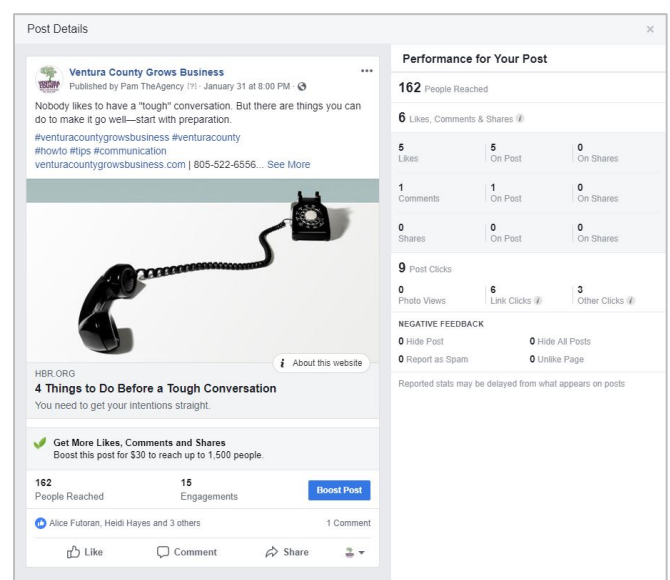 Post Details
×
Ventura County Grows Business
Published by Pam TheAgency [?] · January 31 at 8:00 PM ·
Nobody likes to have a "tough" conversation. But there are things you can
do to make it go well—start with preparation.
#venturacountygrowsbusiness #venturacounty
#howto #tips #communication
venturacountygrowsbusiness.com | 805-522-6556... See More
i About this website
HBR.ORG
4 Things to Do Before a Tough Conversation
You need to get your intentions straight.
Get More Likes, Comments and Shares
Boost this post for $30 to reach up to 1,500 people.
162 15
People Reached Engagements Boost Post
Alice Futoran, Heidi Hayes and 3 others 1 Comment
Like Comment Share
Performance for Your Post
162 People Reached
6 Likes, Comments & Shares i
5 5 0
Likes On Post On Shares
1 1 0
Comments On Post On Shares
0 0 0
Shares On Post On Shares
9 Post Clicks
0 6 3
Photo Views Link Clicks i Other Clicks i
NEGATIVE FEEDBACK
0 Hide Post 0 Hide All Posts
0 Report as Spam 0 Unlike Page
Reported stats may be delayed from what appears on posts